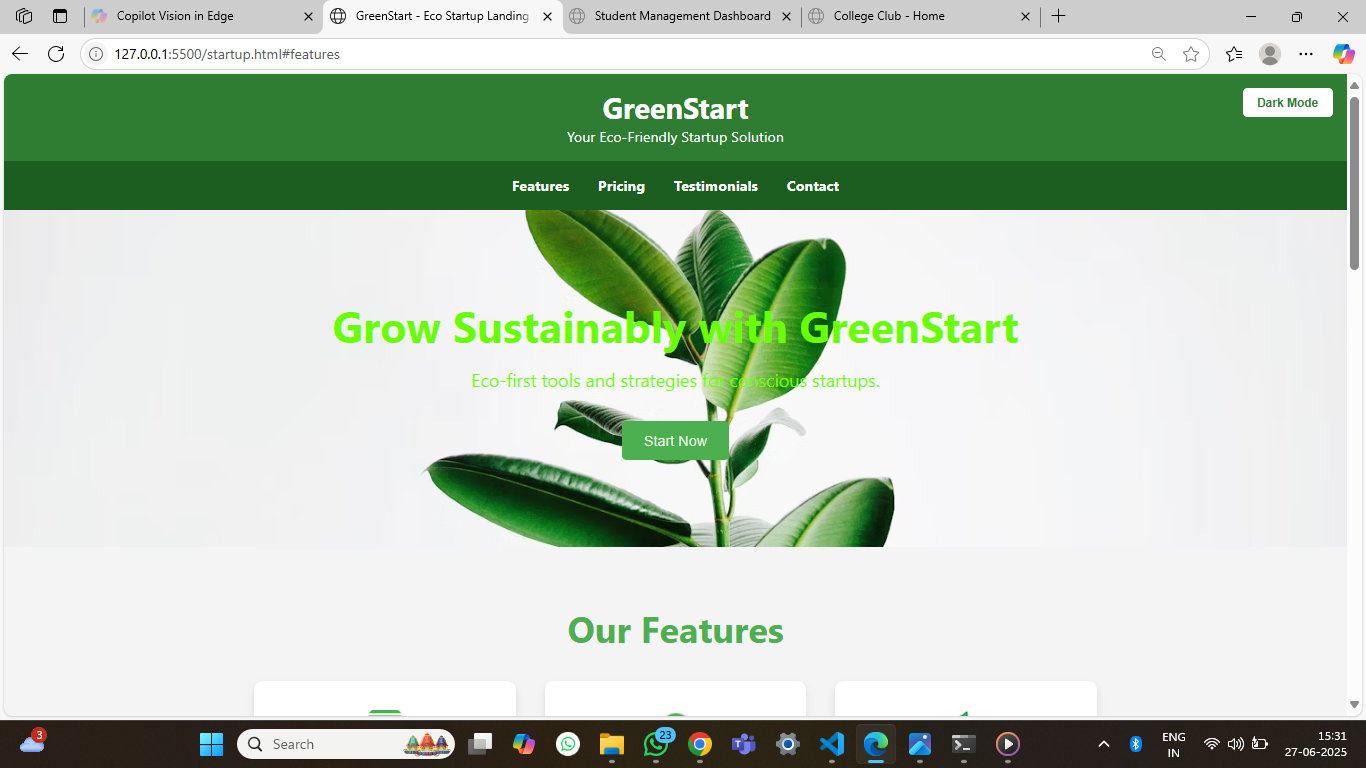 Copilot Vision in Edge
GreenStart - Eco Startup Landing
Student Management Dashboard
College Club - Home
127.0.0.1:5500/startup.html#features
GreenStart
Your Eco-Friendly Startup Solution
Dark Mode
Features Pricing Testimonials Contact
Grow Sustainably with GreenStart
Eco-first tools and strategies for conscious startups.
Start Now
Our Features
3
Search
23
ENG
IN
15:31
27-06-2025